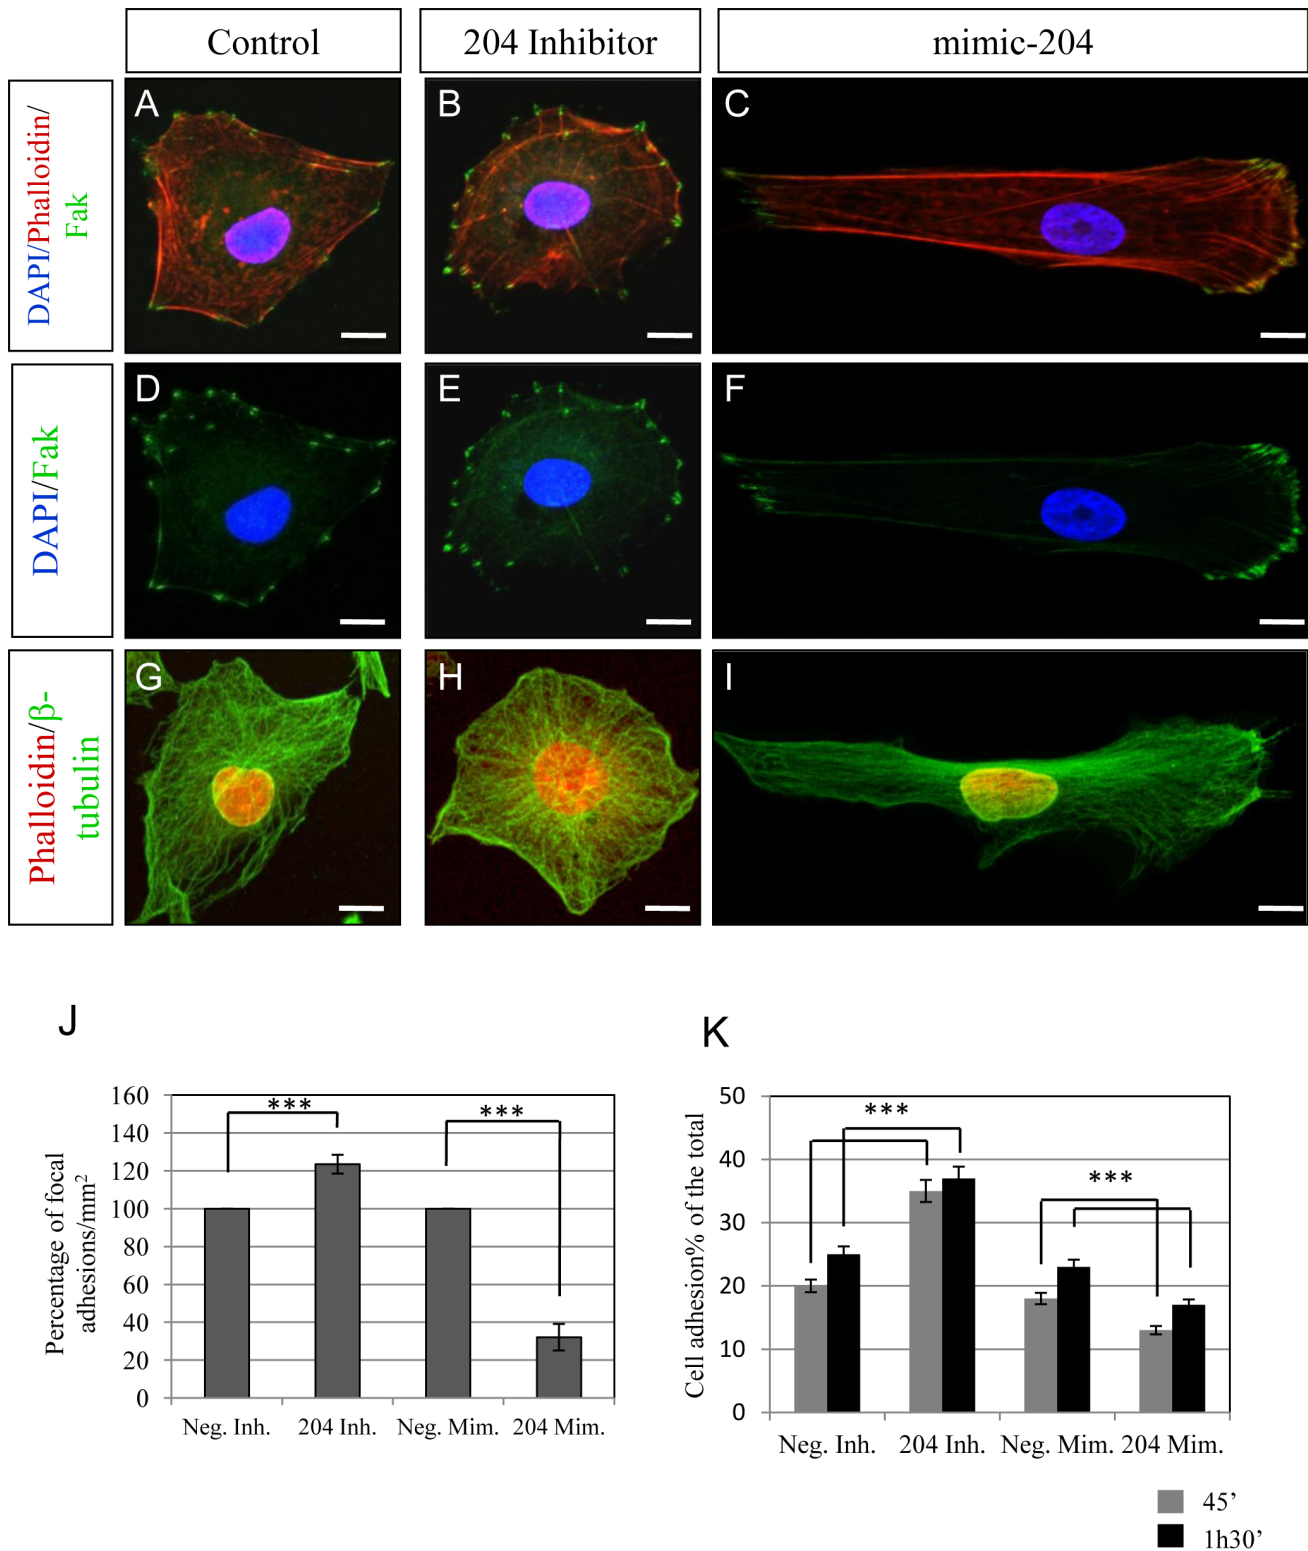 Control
204 Inhibitor
mimic-204
DAPI/Phalloidin/
Fak
A
B
C
DAPI/Fak
D
E
F
Phalloidin/β-
tubulin
G
H
I
J
Percentage of focal
adhesions/mm2
160
140
120
100
80
60
40
20
0
***
***
Neg. Inh.
204 Inh.
Neg. Mim.
204 Mim.
K
Cell adhesion% of the total
50
40
30
20
10
0
***
***
Neg. Inh.
204 Inh.
Neg. Mim.
204 Mim.
45’
1h30’